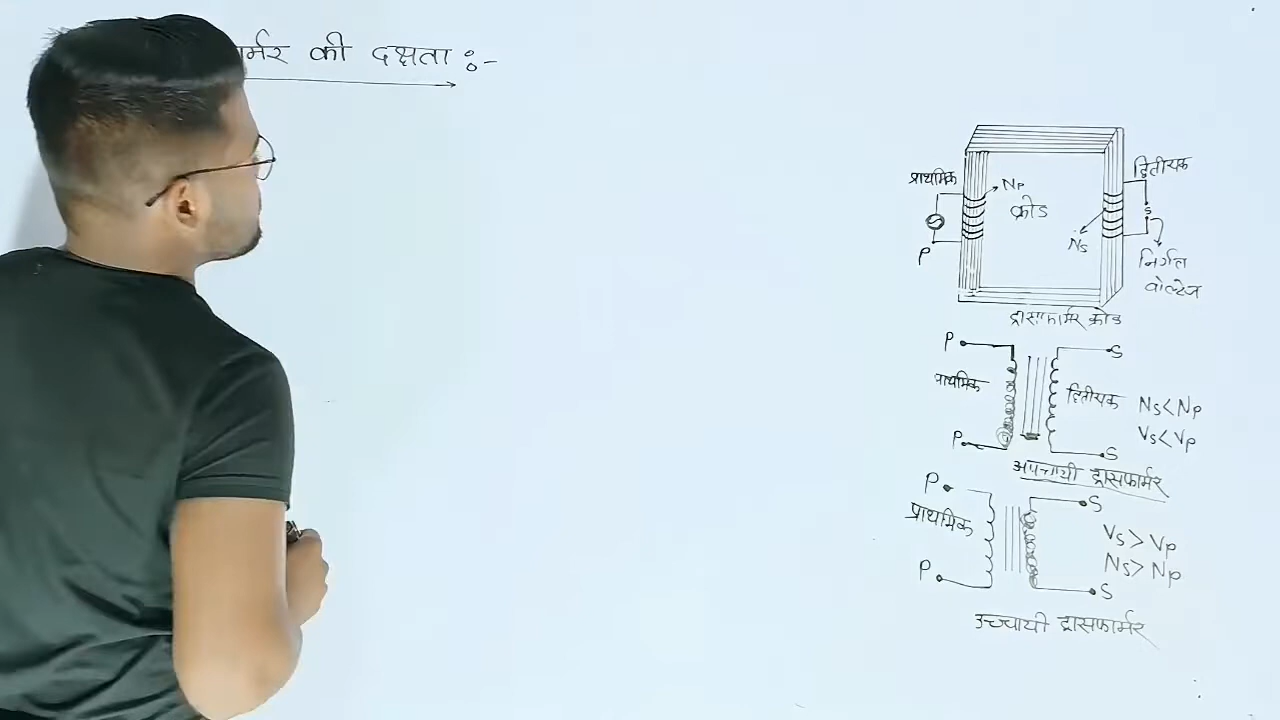 र्मर की दक्षता :-
प्राथमिक
Np
क्रोड
द्वितीयक
S
P
Ns
निर्गत
वोल्टेज
ट्रांसफार्मर क्रोड
P
S
प्राथमिक
द्वितीयक
Ns<Np
Vs<Vp
P
S
अपचायी ट्रांसफार्मर
P
S
प्राथमिक
Vs>Vp
Ns>Np
P
S
उच्चायी ट्रांसफार्मर